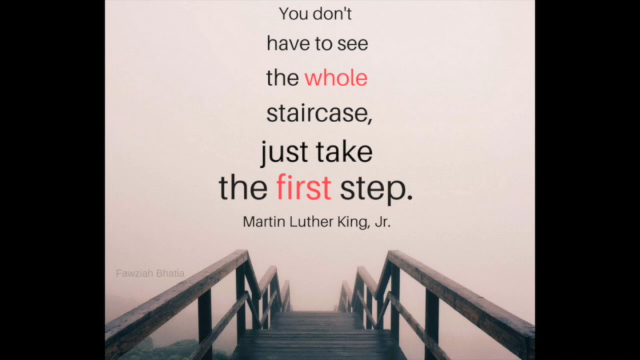 You don't
have to see
the whole
staircase,
just take
the first step.
Martin Luther King, Jr.
Fawziah Bhatia